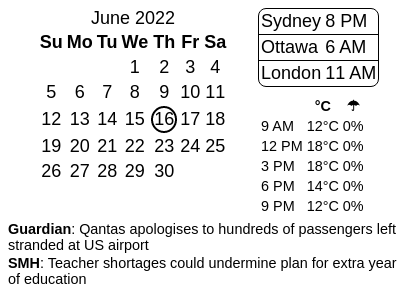 June 2022
Su Mo Tu We Th Fr Sa
1 2 3 4
5 6 7 8 9 10 11
12 13 14 15 16 17 18
19 20 21 22 23 24 25
26 27 28 29 30
Sydney 8 PM
Ottawa 6 AM
London 11 AM
°C ☂
9 AM 12°C 0%
12 PM 18°C 0%
3 PM 18°C 0%
6 PM 14°C 0%
9 PM 12°C 0%
Guardian: Qantas apologises to hundreds of passengers left
stranded at US airport
SMH: Teacher shortages could undermine plan for extra year
of education